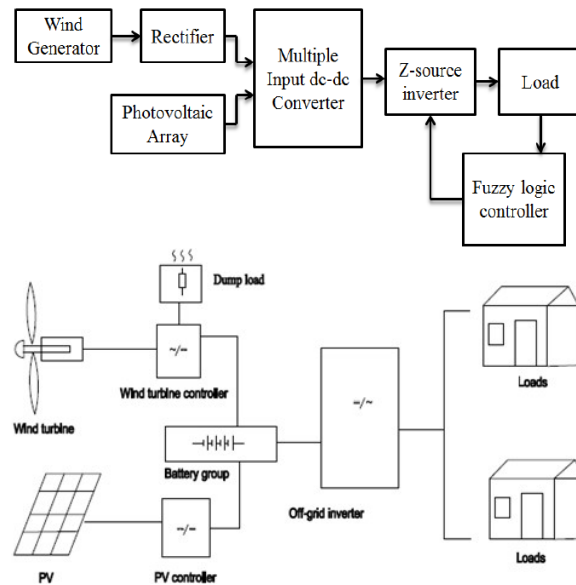 Wind
Generator
Rectifier
Multiple
Input dc-dc
Converter
Z-source
inverter
Load
Photovoltaic
Array
Fuzzy logic
controller
Dump load
~/–
Wind turbine controller
Wind turbine
Battery group
–/~
Off-grid inverter
Loads
–/–
PV
PV controller
Loads